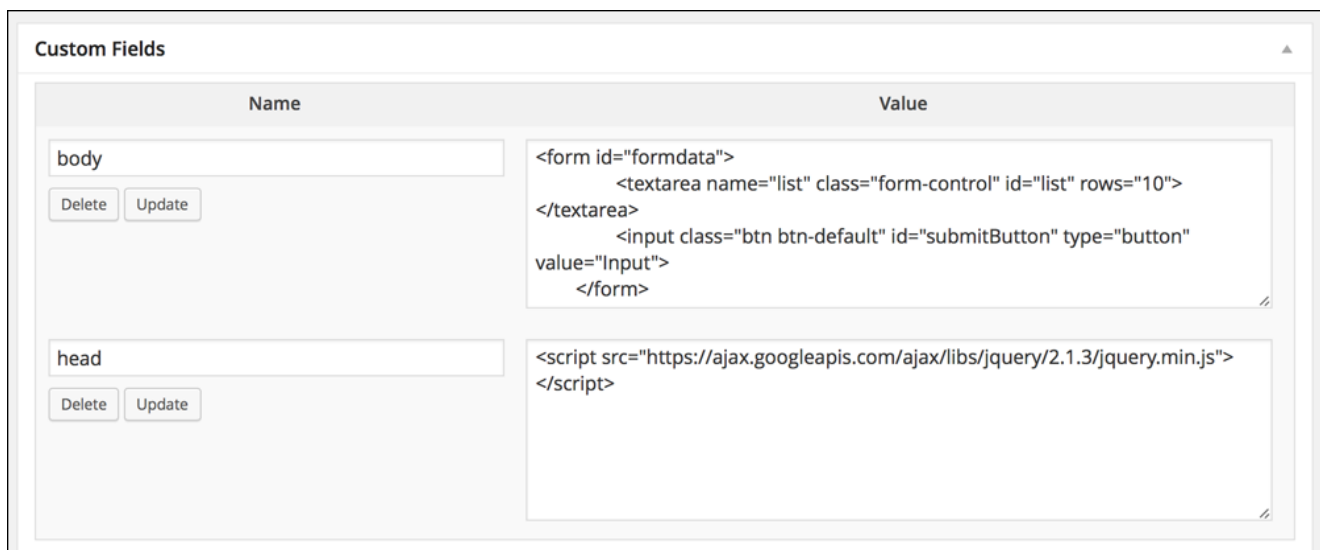 Custom Fields
Name Value
body
<form id="formdata">
<textarea name="list" class="form-control" id="list" rows="10">
</textarea>
<input class="btn btn-default" id="submitButton" type="button"
value="Input">
</form>
Delete Update
head
<script src="https://ajax.googleapis.com/ajax/libs/jquery/2.1.3/jquery.min.js">
</script>
Delete Update